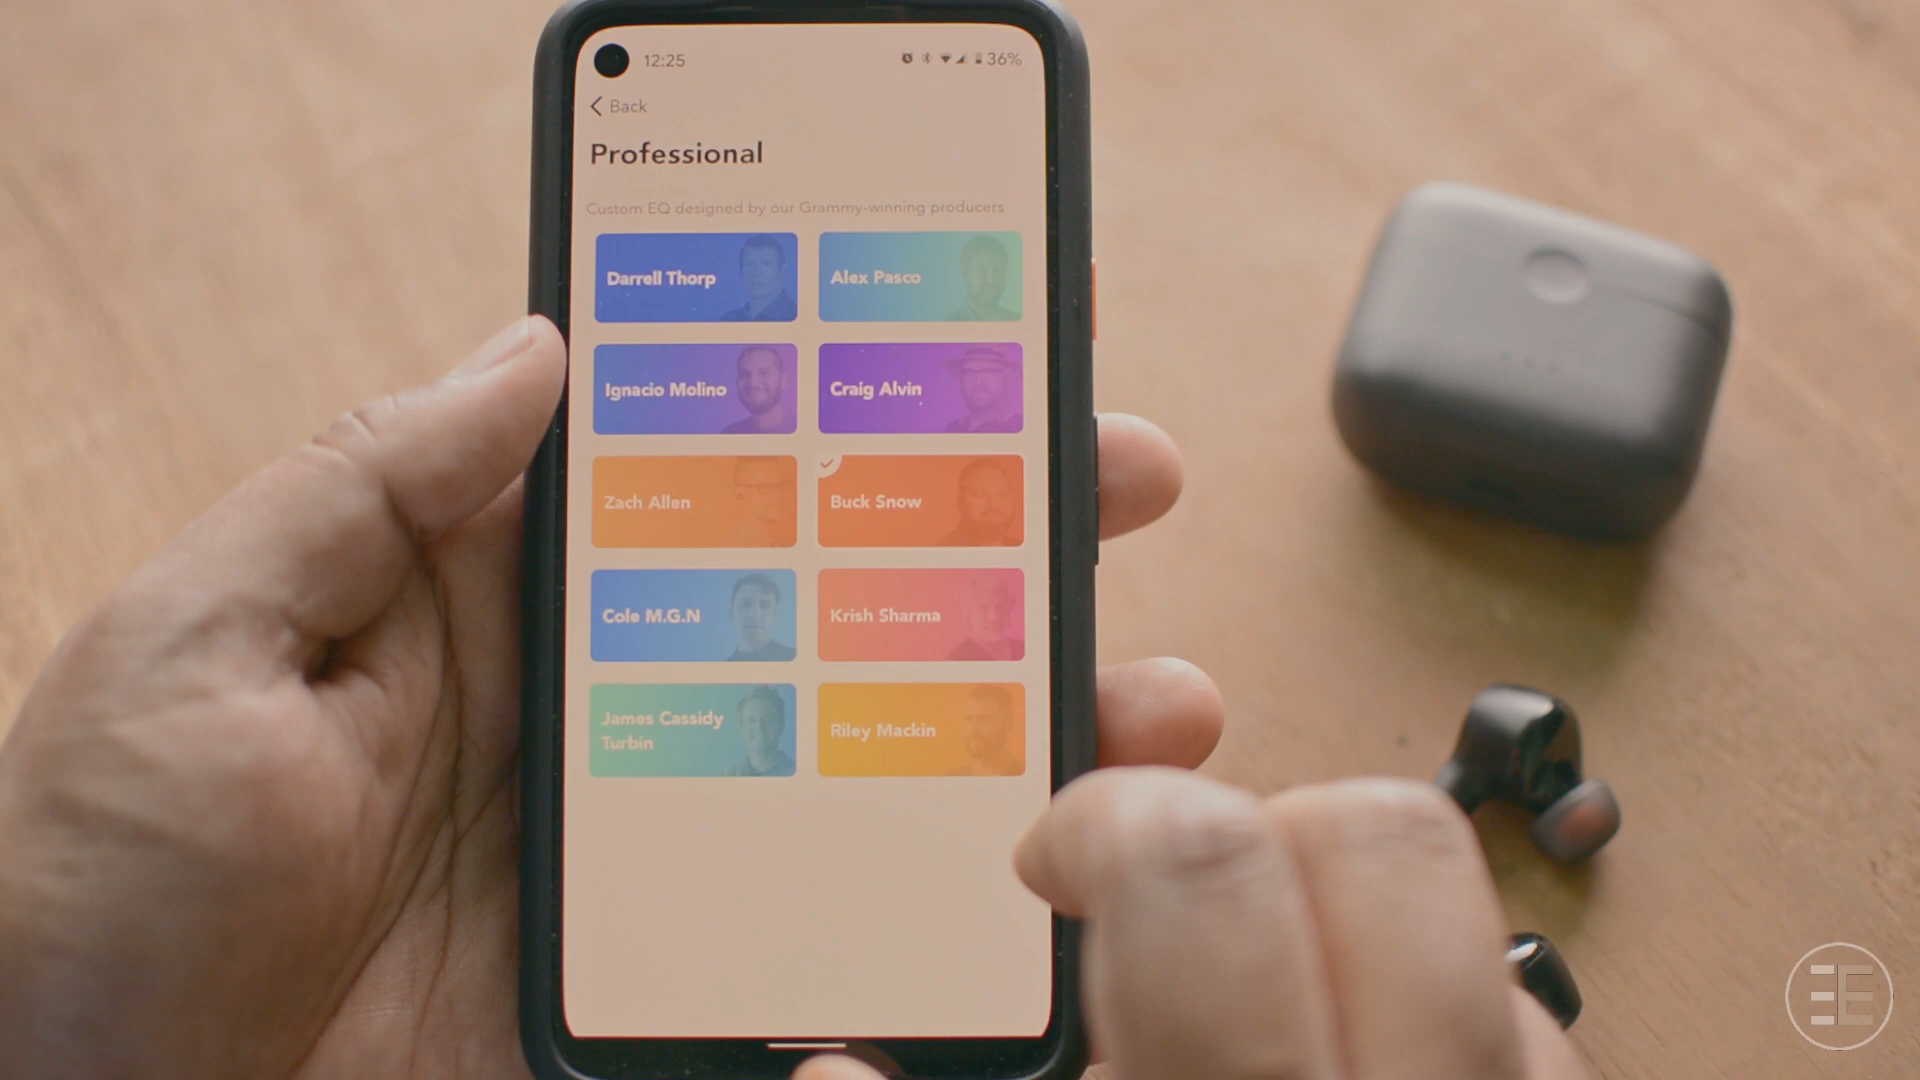 12:25
36%
Back
Professional
Custom EQ designed by our Grammy-winning producers
Darrell Thorp
Alex Pasco
Ignacio Molino
Craig Alvin
Zach Allen
Buck Snow
Cole M.G.N
Krish Sharma
James Cassidy
Turbin
Riley Mackin